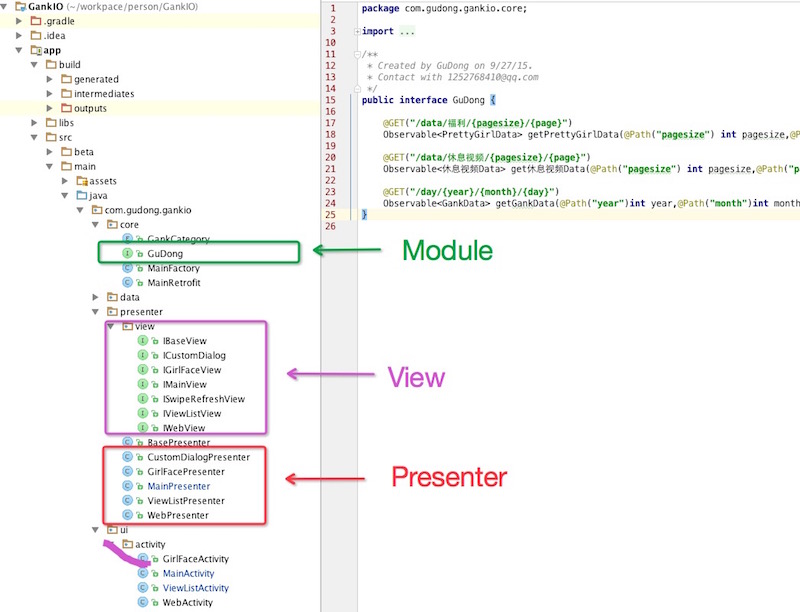 GankIO (~/workpace/person/GankIO)
.gradle
.idea
app
build
generated
intermediates
outputs
libs
src
beta
main
assets
java
com.gudong.gankio
core
GankCategory
GuDong
MainFactory
MainRetrofit
data
presenter
view
IBaseView
ICustomDialog
IGirlFaceView
IMainView
ISwipeRefreshView
IViewListView
IWebView
BasePresenter
CustomDialogPresenter
GirlFacePresenter
MainPresenter
ViewListPresenter
WebPresenter
ui
activity
GirlFaceActivity
MainActivity
ViewListActivity
WebActivity
1 package com.gudong.gankio.core;
2
3 import ...
10
11 /**
12 * Created by GuDong on 9/27/15.
13 * Contact with 1252768410@qq.com
14 */
15 public interface GuDong {
16
17 @GET("/data/福利/{pagesize}/{page}")
18 Observable<PrettyGirlData> getPrettyGirlData(@Path("pagesize") int pagesize,@P
19
20 @GET("/data/休息视频/{pagesize}/{page}")
21 Observable<休息视频Data> get休息视频Data(@Path("pagesize") int pagesize,@Path("p
22
23 @GET("/day/{year}/{month}/{day}")
24 Observable<GankData> getGankData(@Path("year")int year,@Path("month")int month
25 }
26
Module
View
Presenter